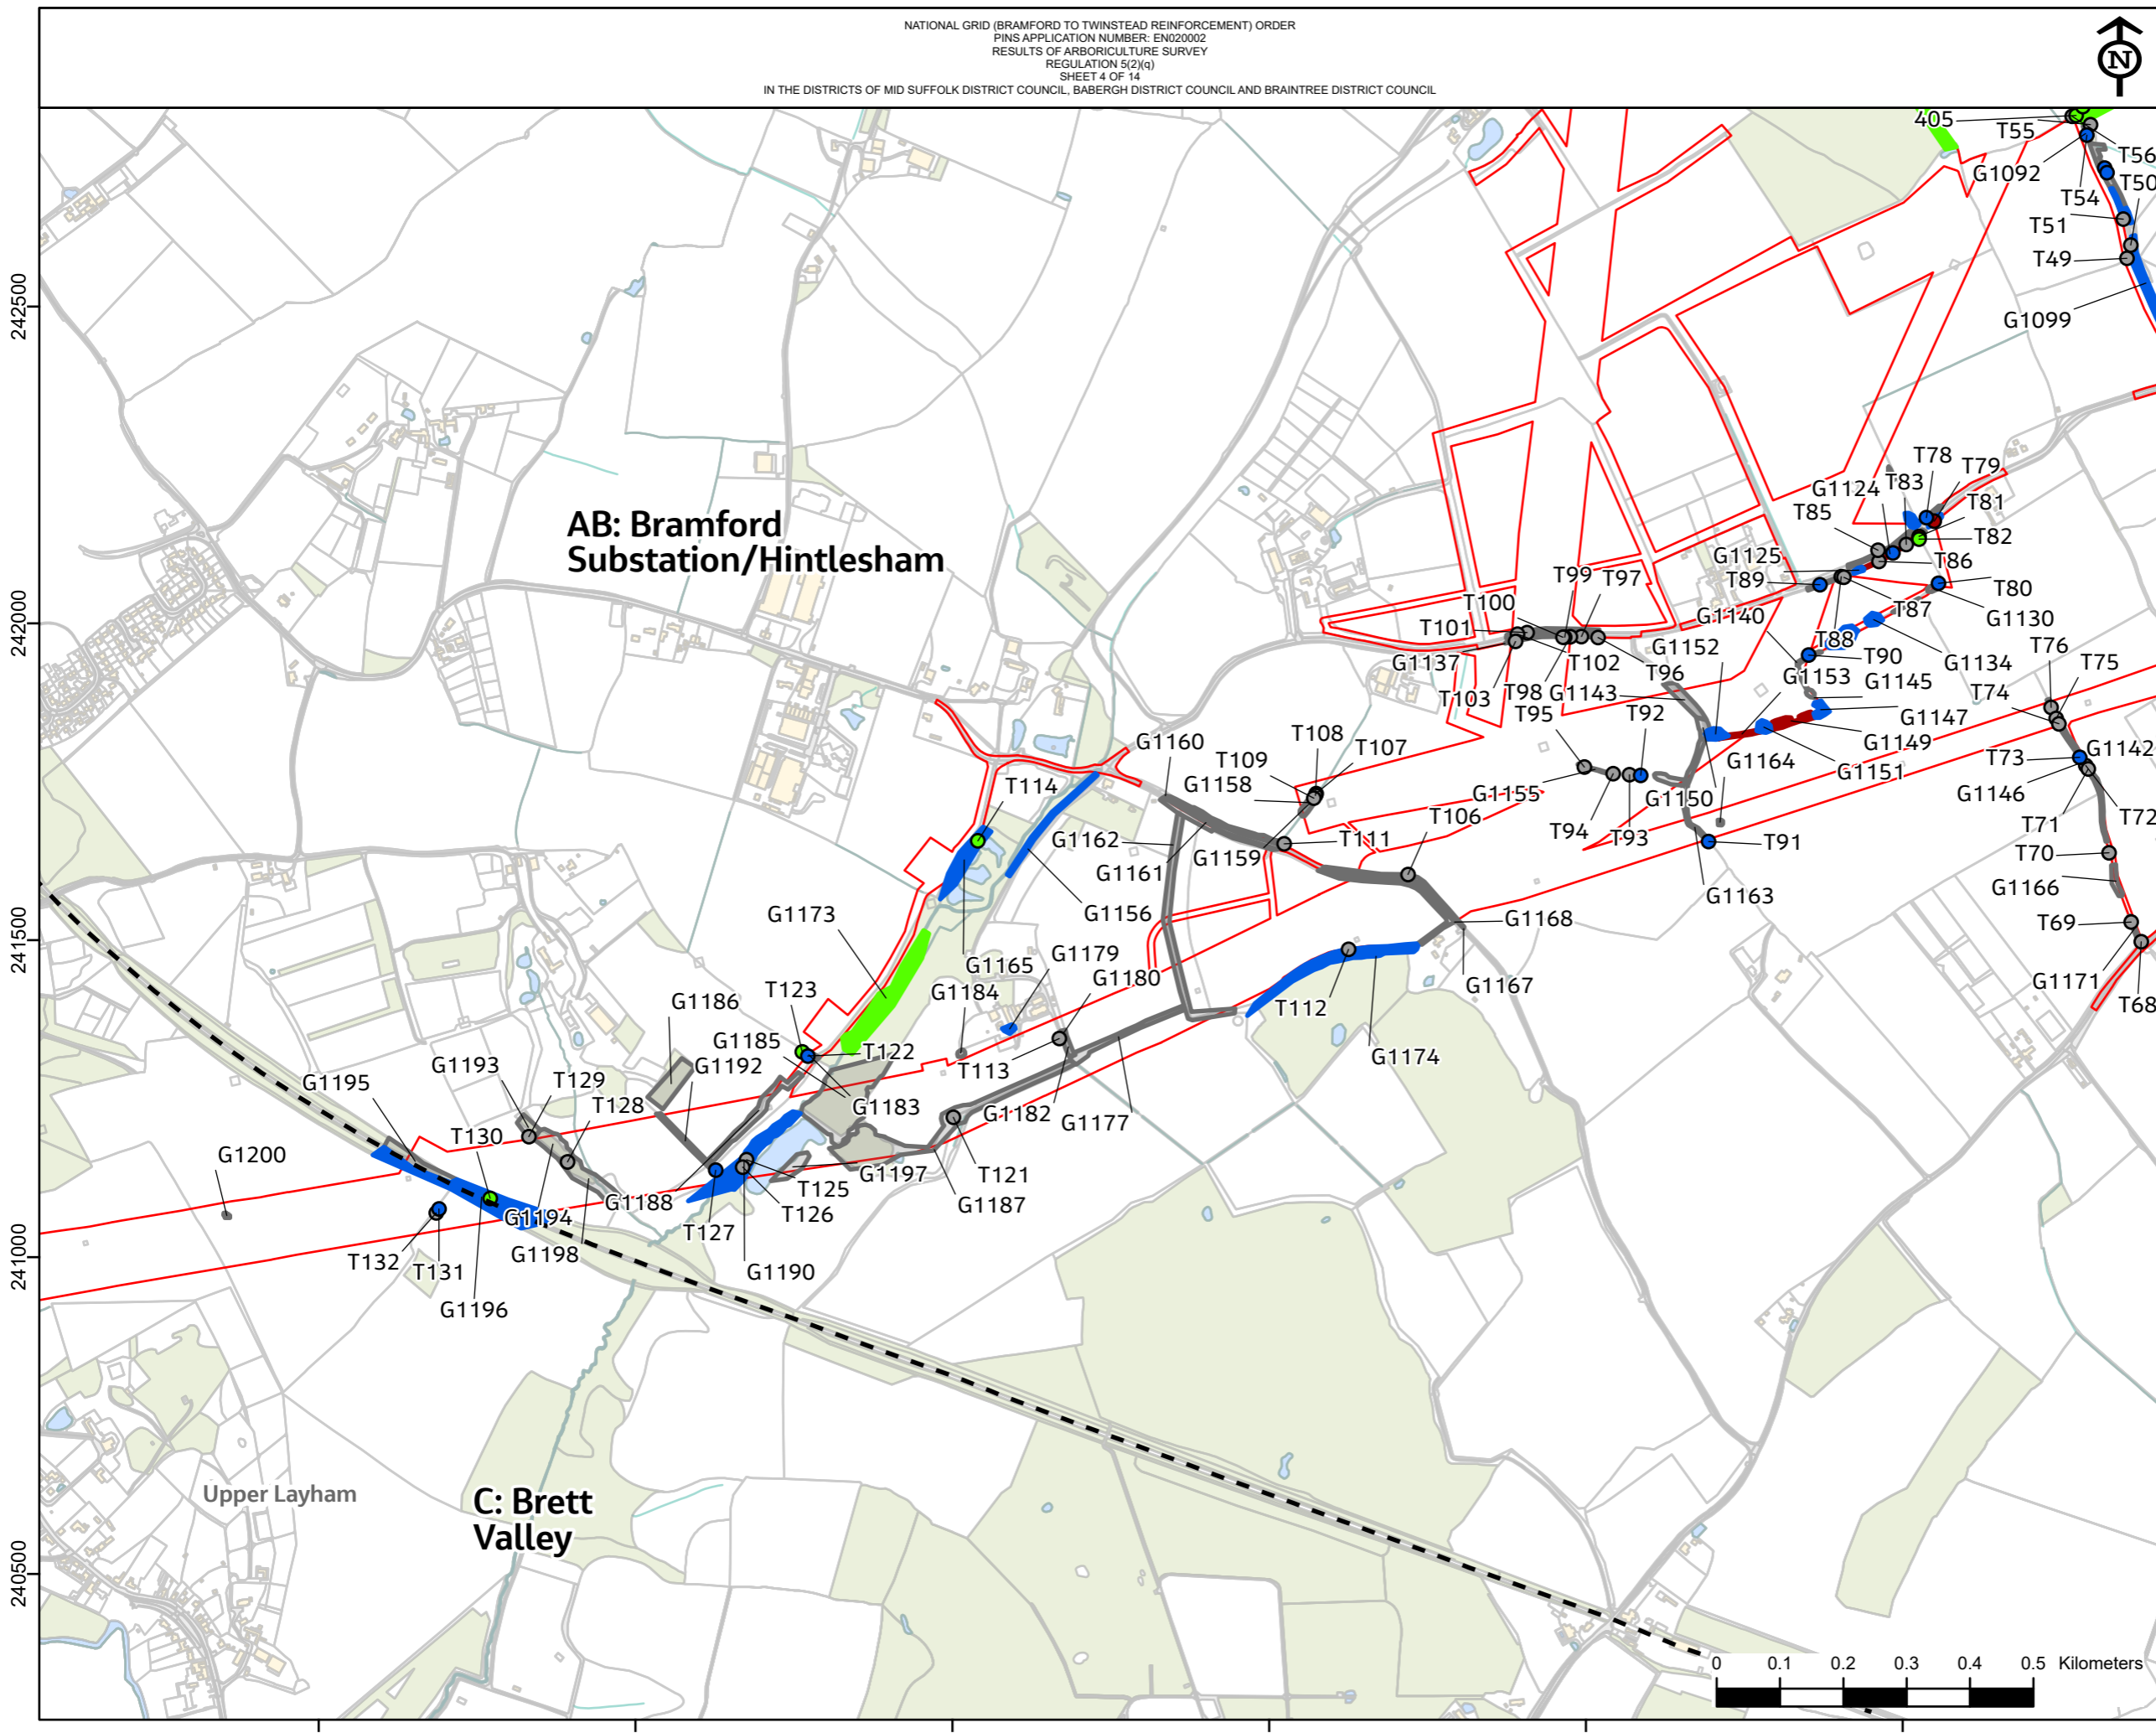 NATIONAL GRID (BRAMFORD TO TWINSTEAD REINFORCEMENT) ORDER
PINS APPLICATION NUMBER: EN020002
RESULTS OF ARBORICULTURE SURVEY
REGULATION 5(2)(q)
SHEET 4 OF 14
IN THE DISTRICTS OF MID SUFFOLK DISTRICT COUNCIL, BABERGH DISTRICT COUNCIL AND BRAINTREE DISTRICT COUNCIL
N
405
T55
T56
G1092
T50
T54
T51
T49
G1099
242500
T78
T79
G1124
T83
T81
T85
T82
AB: Bramford
Substation/Hintlesham
G1125
T86
T99
T97
T89
T80
T100
G1140
T87
G1130
242000
T101
T88
G1152
G1137
T102
T90
G1134
T76
T75
T96
G1153
G1145
T74
T103
T98
G1143
T95
T92
G1147
G1160
T108
T107
G1149
G1142
T109
T73
G1158
G1164
G1151
T114
G1155
G1150
G1146
T106
T72
T94
T93
T71
G1162
T111
T91
G1159
T70
G1161
G1163
G1166
G1173
G1156
G1168
T69
241500
G1179
G1165
G1180
G1186
T123
G1184
G1167
G1171
T112
T68
G1185
T122
G1193
G1192
G1174
G1195
T129
T113
T128
G1183
G1182
G1177
T130
G1200
G1197
T121
T125
G1188
G1187
G1194
T126
T127
241000
T132
G1198
T131
G1190
G1196
Upper Layham
C: Brett
Valley
240500
0 0.1 0.2 0.3 0.4 0.5 Kilometers